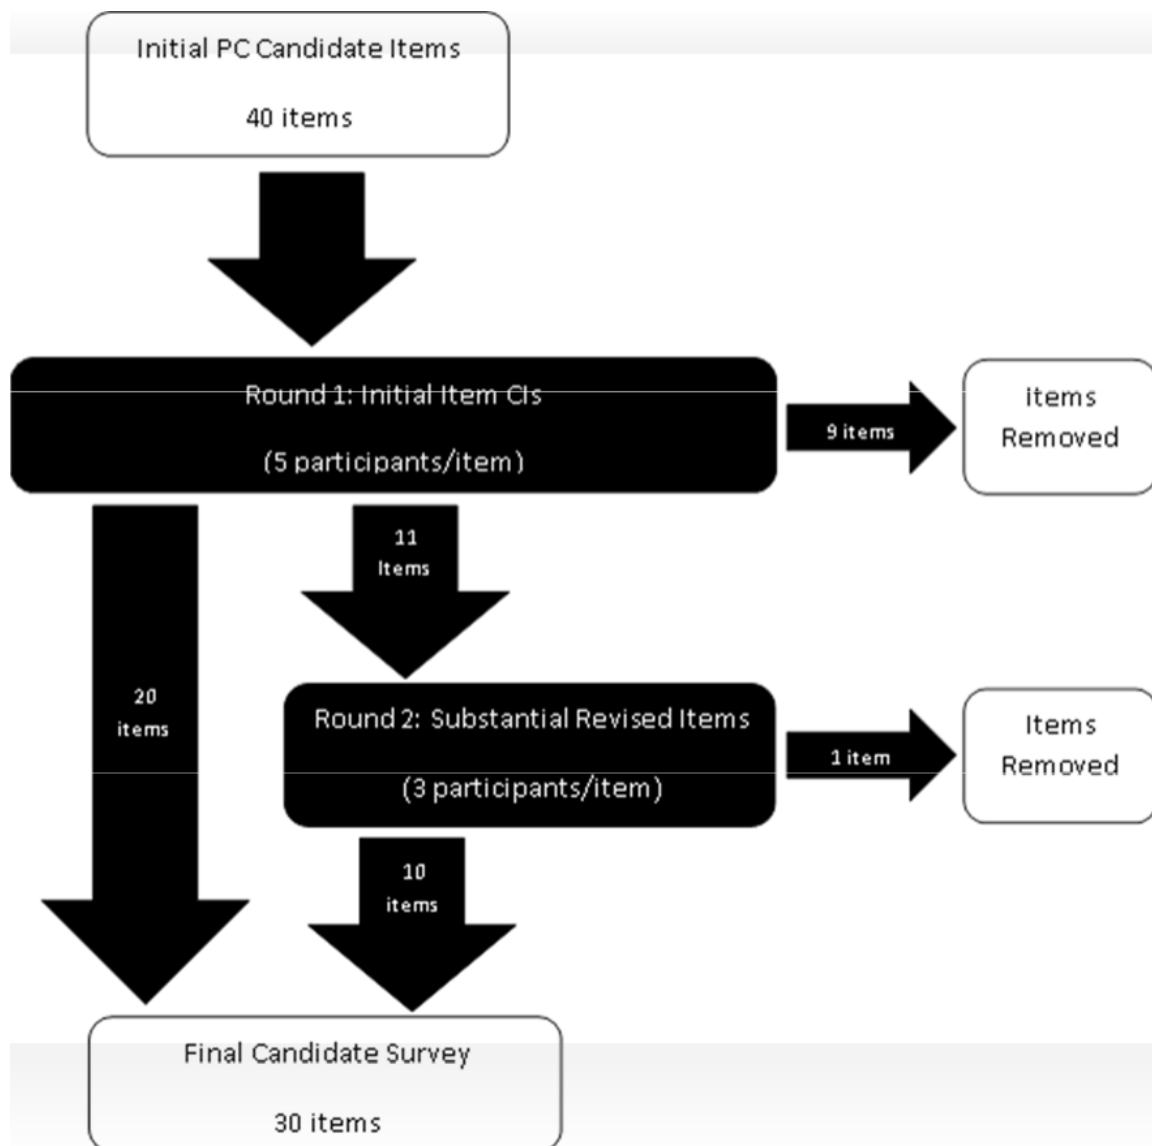 Initial PC Candidate Items
40 items
Round 1: Initial Item CIs
(5 participants/item)
9 items
Items
Removed
11
Items
20
items
Round 2: Substantial Revised Items
(3 participants/item)
1 item
Items
Removed
10
items
Final Candidate Survey
30 items